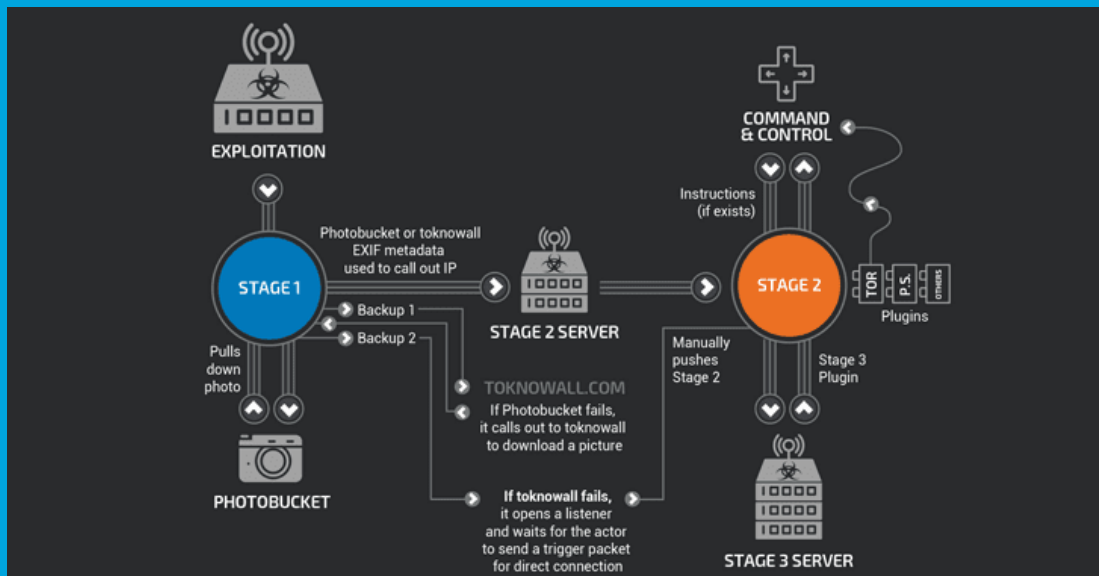 EXPLOITATION
STAGE 1
Photobucket or toknowall
EXIF metadata
used to call out IP
STAGE 2 SERVER
Backup 1
Backup 2
Pulls
down
photo
PHOTOBUCKET
TOKNOWALL.COM
If Photobucket fails,
it calls out to toknowall
to download a picture
If toknowall fails,
it opens a listener
and waits for the actor
to send a trigger packet
for direct connection
COMMAND
& CONTROL
Instructions
(if exists)
STAGE 2
TOR
P.S.
OTHERS
Plugins
Manually
pushes
Stage 2
Stage 3
Plugin
STAGE 3 SERVER